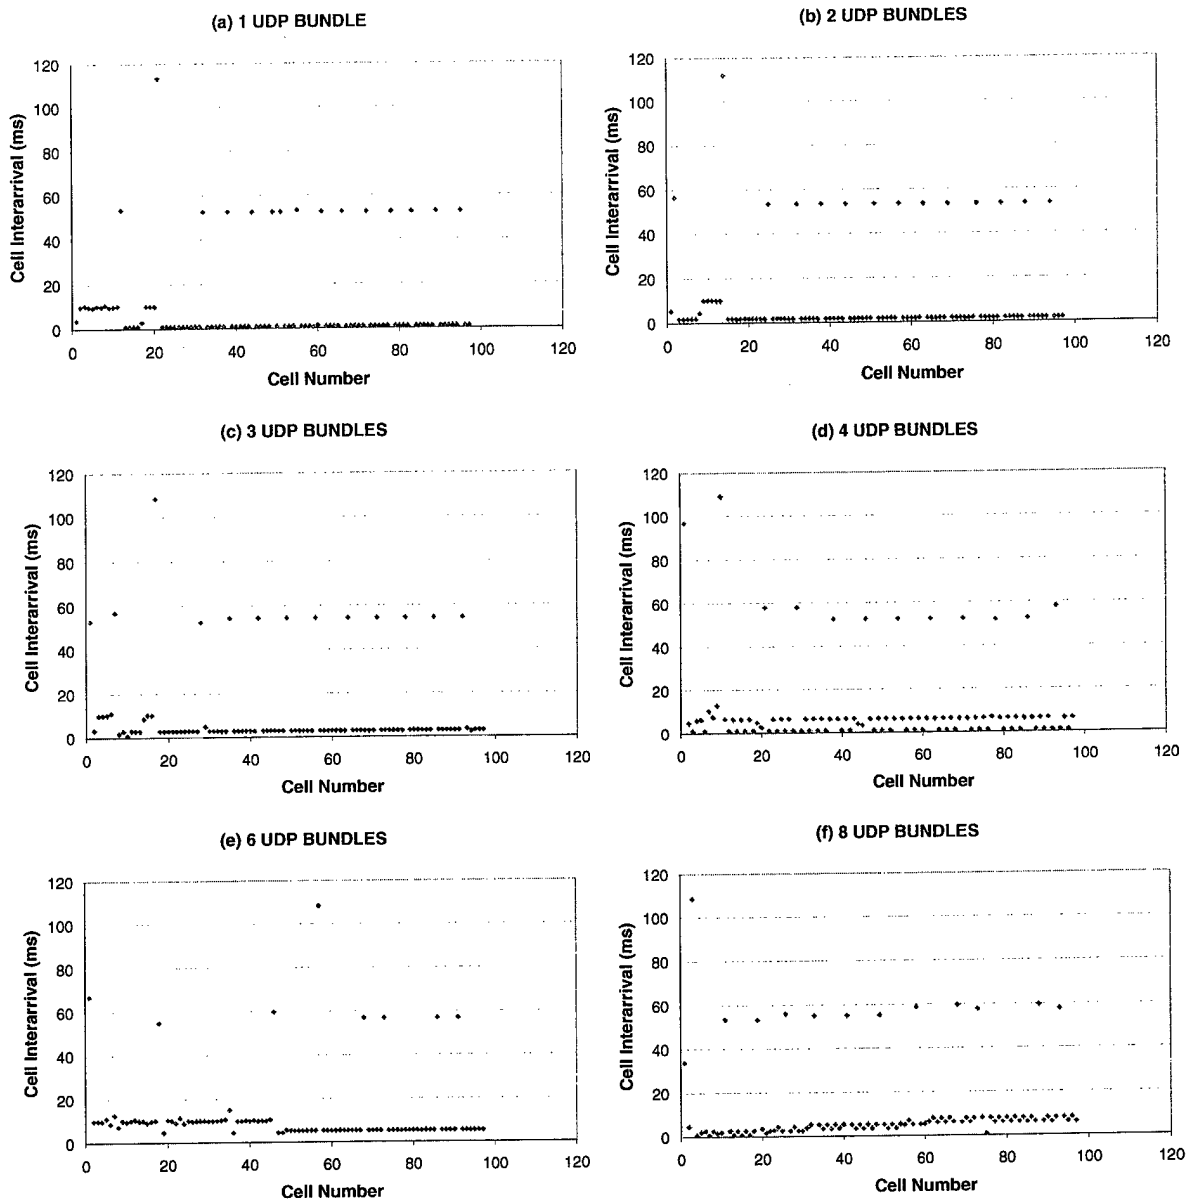 (a) 1 UDP BUNDLE
120
100
80
60
40
20
0
Cell Interarrival (ms)
0 20 40 60 80 100 120
Cell Number
(b) 2 UDP BUNDLES
120
100
80
60
40
20
0
Cell Interarrival (ms)
0 20 40 60 80 100 120
Cell Number
(c) 3 UDP BUNDLES
120
100
80
60
40
20
0
Cell Interarrival (ms)
0 20 40 60 80 100 120
Cell Number
(d) 4 UDP BUNDLES
120
100
80
60
40
20
0
Cell Interarrival (ms)
0 20 40 60 80 100 120
Cell Number
(e) 6 UDP BUNDLES
120
100
80
60
40
20
0
Cell Interarrival (ms)
0 20 40 60 80 100 120
Cell Number
(f) 8 UDP BUNDLES
120
100
80
60
40
20
0
Cell Interarrival (ms)
0 20 40 60 80 100 120
Cell Number